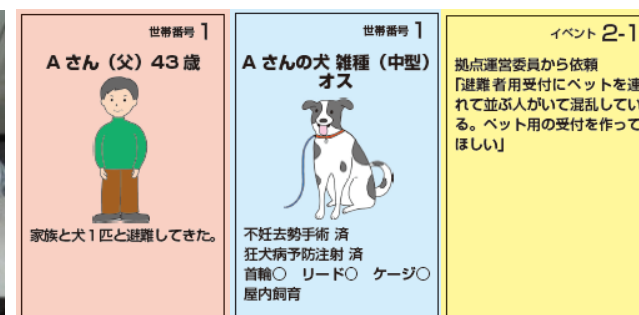 世帯番号 1
Aさん（父）43歳
家族と犬1匹と避難してきた。
世帯番号 1
Aさんの犬 雑種（中型）
オス
不妊去勢手術 済
狂犬病予防注射 済
首輪○ リード○ ケージ○
屋内飼育
イベント 2-1
拠点運営委員から依頼
「避難者用受付にペットを連
れて並ぶ人がいて混乱してい
る。ペット用の受付を作って
ほしい」